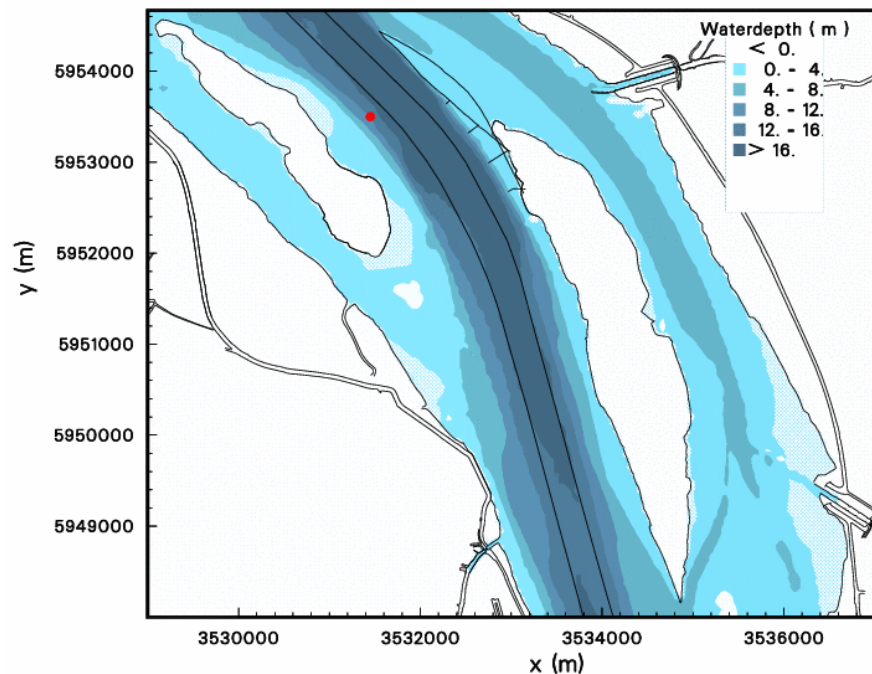 Waterdepth ( m )
< 0.
0. - 4.
4. - 8.
8. - 12.
12. - 16.
> 16.
5954000
5953000
5952000
5951000
5950000
5949000
y (m)
3530000 3532000 3534000 3536000
x (m)